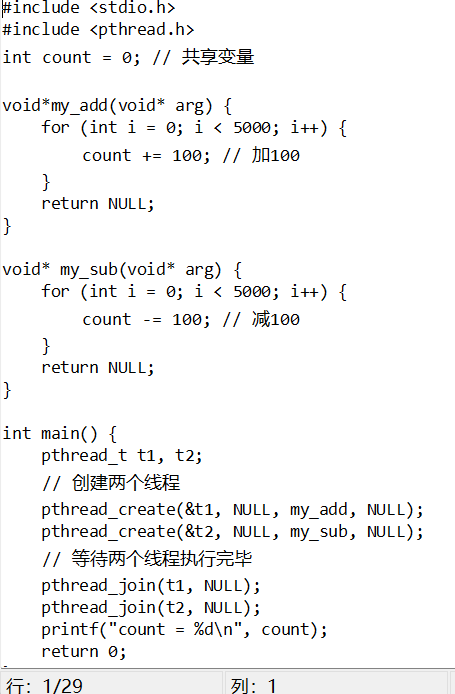 #include <stdio.h>
#include <pthread.h>
int count = 0; // 共享变量
void*my_add(void* arg) {
    for (int i = 0; i < 5000; i++) {
        count += 100; // 加100
    }
    return NULL;
}
void* my_sub(void* arg) {
    for (int i = 0; i < 5000; i++) {
        count -= 100; // 减100
    }
    return NULL;
}
int main() {
    pthread_t t1, t2;
    // 创建两个线程
    pthread_create(&t1, NULL, my_add, NULL);
    pthread_create(&t2, NULL, my_sub, NULL);
    // 等待两个线程执行完毕
    pthread_join(t1, NULL);
    pthread_join(t2, NULL);
    printf("count = %d\n", count);
    return 0;
行: 1/29 列: 1